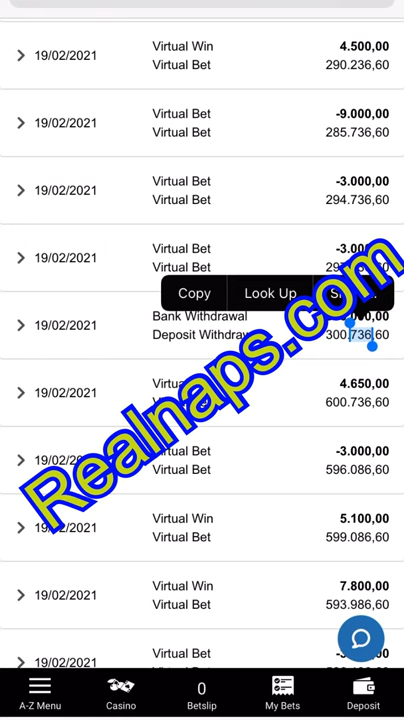 Virtual Win 4.500,00
19/02/2021
Virtual Bet 290.236,60
Virtual Bet -9.000,00
19/02/2021
Virtual Bet 285.736,60
Virtual Bet -3.000,00
19/02/2021
Virtual Bet 294.736,60
Virtual Bet
19/02/2021
Virtual Bet
Copy Look Up
Bank Withdrawal
19/02/2021
Deposit 300.736,60
4.650,00
19/02/2021
Virtual Bet 600.736,60
-3.000,00
Virtual Bet 596.086,60
Virtual Win 5.100,00
Virtual Bet 599.086,60
Virtual Win 7.800,00
19/02/2021
Virtual Bet 593.986,60
Virtual Bet
19/02/2021
Realnaps.com
0
A-Z Menu Casino Betslip My Bets Deposit